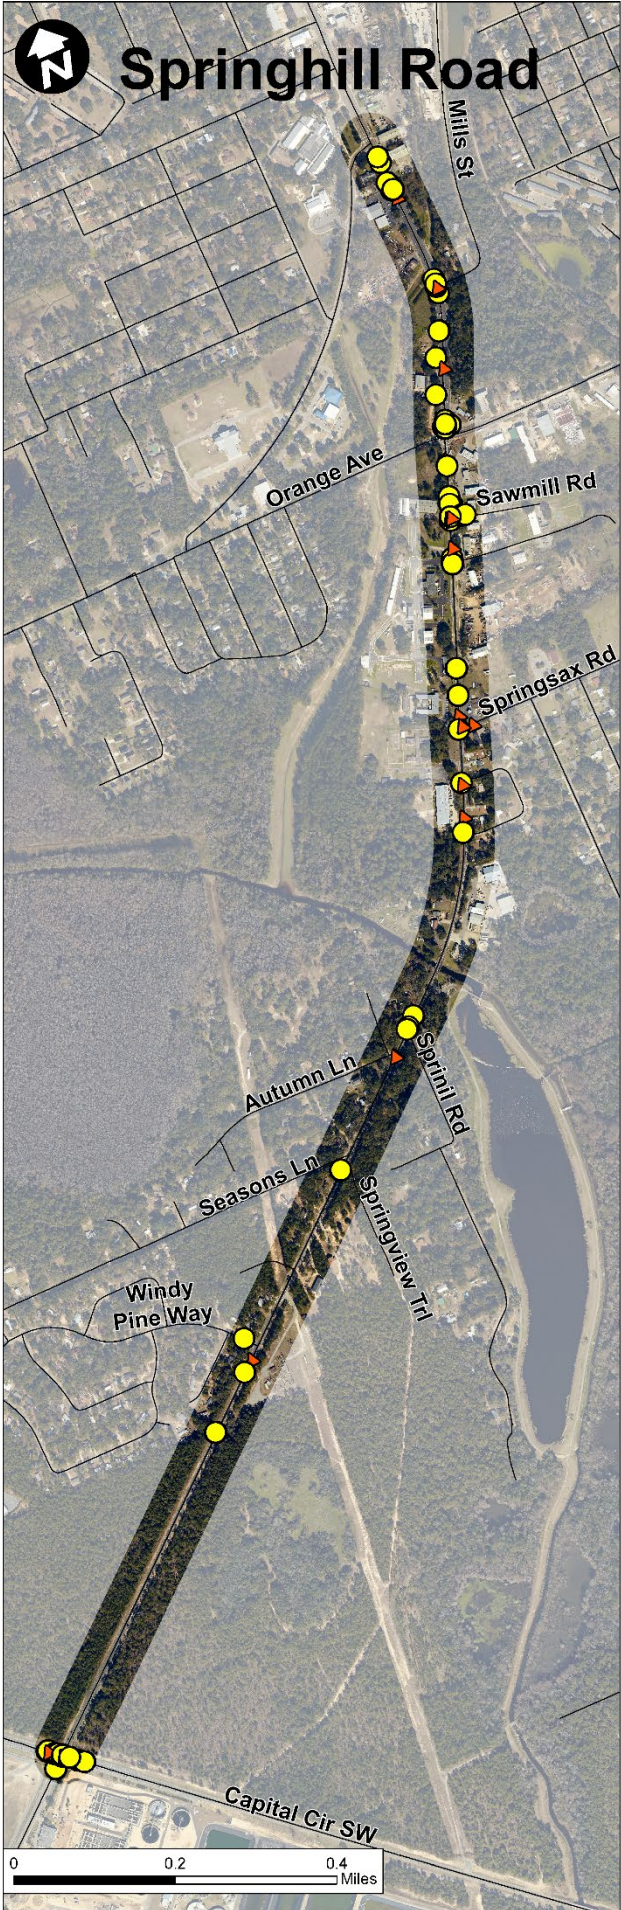 N
Springhill Road
Mills St
Orange Ave
Sawmill Rd
Springsax Rd
Autumn Ln
Sprinil Rd
Seasons Ln
Springview Trl
Windy
Pine Way
Capital Cir SW
0 0.2 0.4
Miles